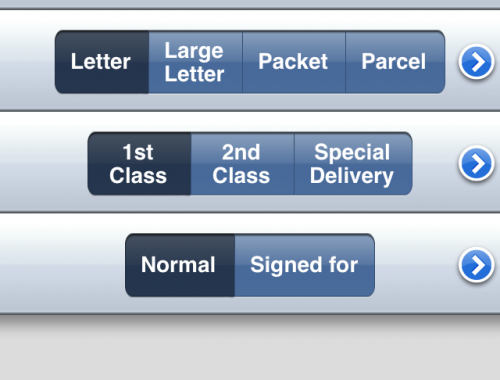 Letter Large Letter Packet Parcel
1st Class 2nd Class Special Delivery
Normal Signed for